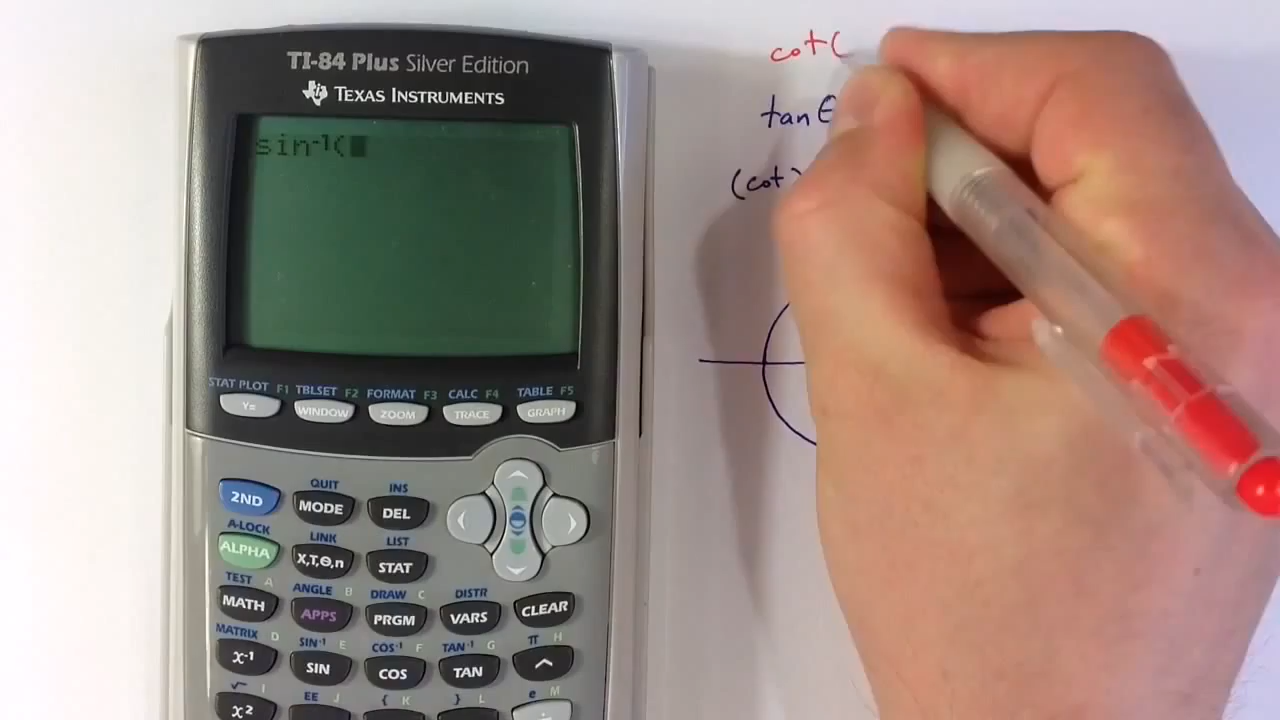 cot(
TI-84 Plus Silver Edition
TEXAS INSTRUMENTS
tan θ
sin⁻¹(
(cot)
STAT PLOT F1 TBLSET F2 FORMAT F3 CALC F4 TABLE F5
Y= WINDOW ZOOM TRACE GRAPH
QUIT INS
2ND MODE DEL
A-LOCK LINK LIST
ALPHA X,T,Θ,n STAT
TEST A ANGLE B DRAW C DISTR
MATH APPS PRGM VARS CLEAR
MATRIX D SIN⁻¹ E COS⁻¹ F TAN⁻¹ G π H
x⁻¹ SIN COS TAN ^
√ I EE J { K } L e M
x² ÷